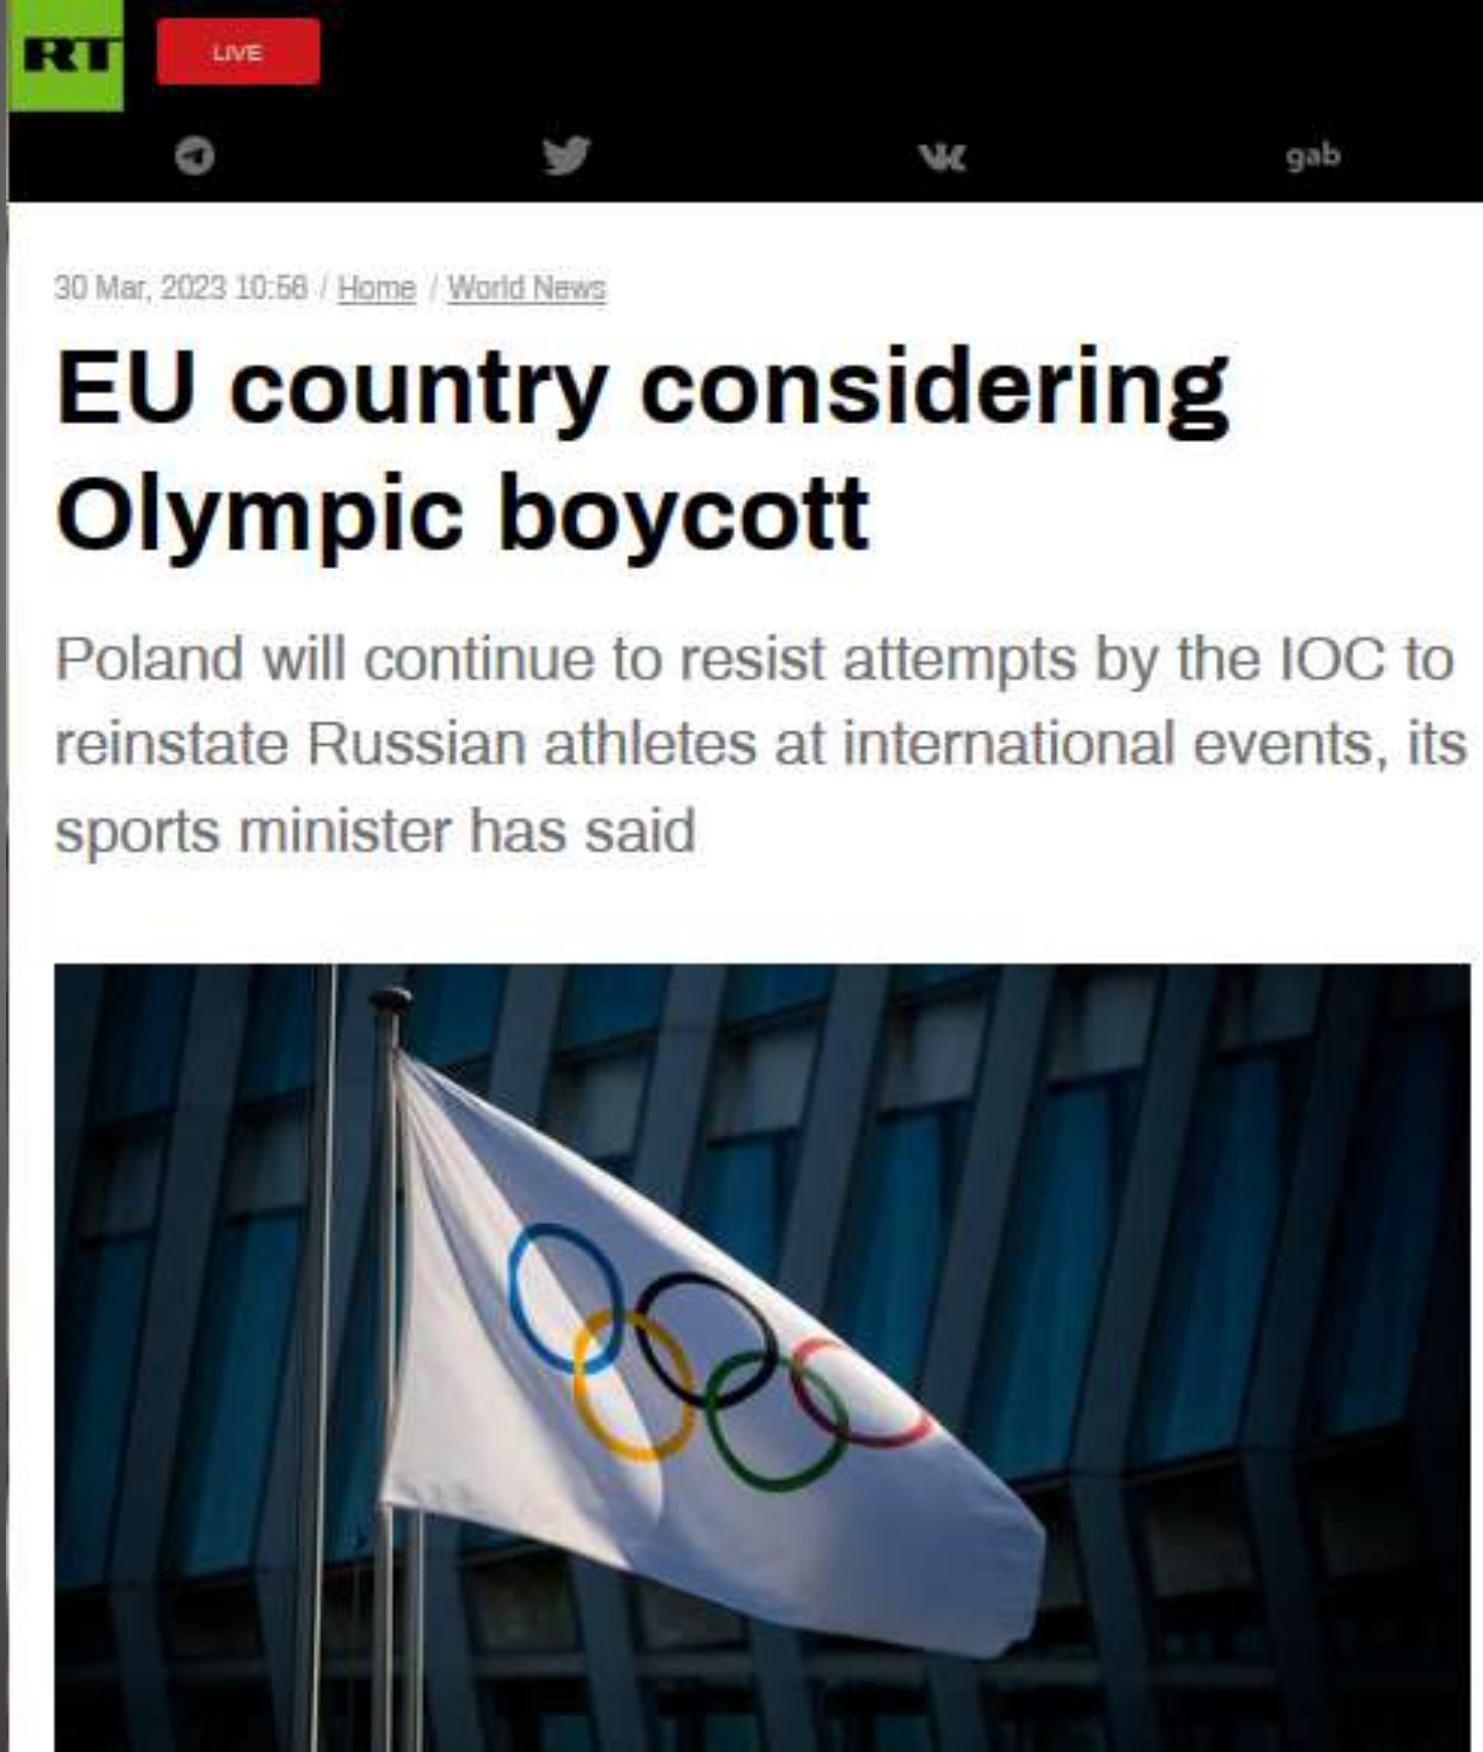 RT
LIVE
gab
30 Mar, 2023 10:56 / Home / World News
EU country considering
Olympic boycott
Poland will continue to resist attempts by the IOC to
reinstate Russian athletes at international events, its
sports minister has said